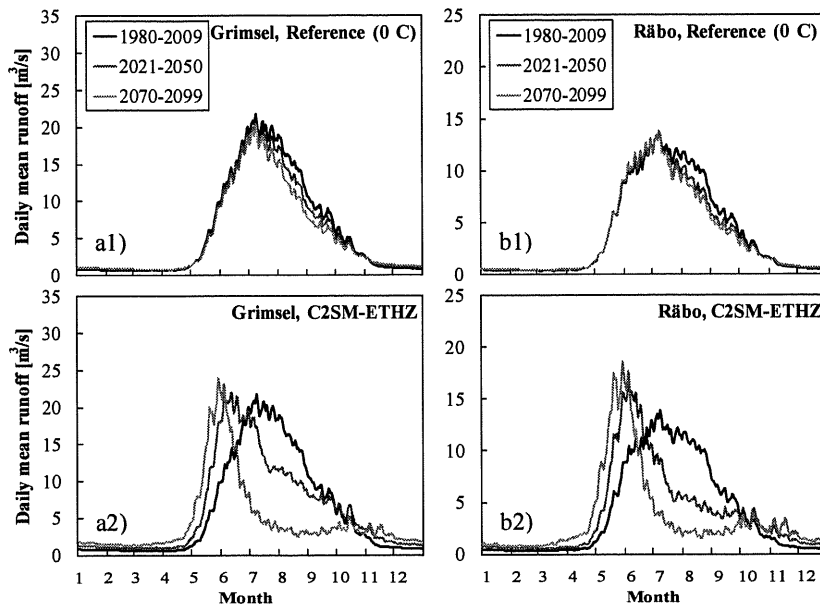 Grimsel, Reference (0 C)
1980-2009
2021-2050
2070-2099
Daily mean runoff [m³/s]
35
30
25
20
15
10
5
0
a1)
Räbo, Reference (0 C)
1980-2009
2021-2050
2070-2099
25
20
15
10
5
0
b1)
Grimsel, C2SM-ETHZ
Daily mean runoff [m³/s]
35
30
25
20
15
10
5
0
a2)
1 2 3 4 5 6 7 8 9 10 11 12
Month
Räbo, C2SM-ETHZ
25
20
15
10
5
0
b2)
1 2 3 4 5 6 7 8 9 10 11 12
Month